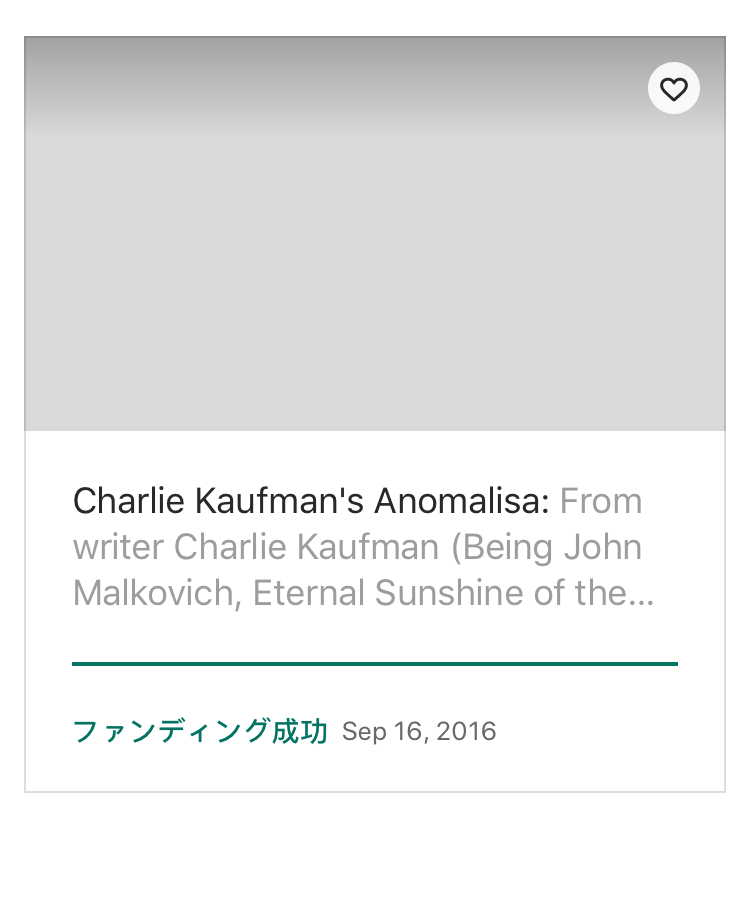 Charlie Kaufman's Anomalisa: From
writer Charlie Kaufman (Being John
Malkovich, Eternal Sunshine of the...
ファンディング成功 Sep 16, 2016